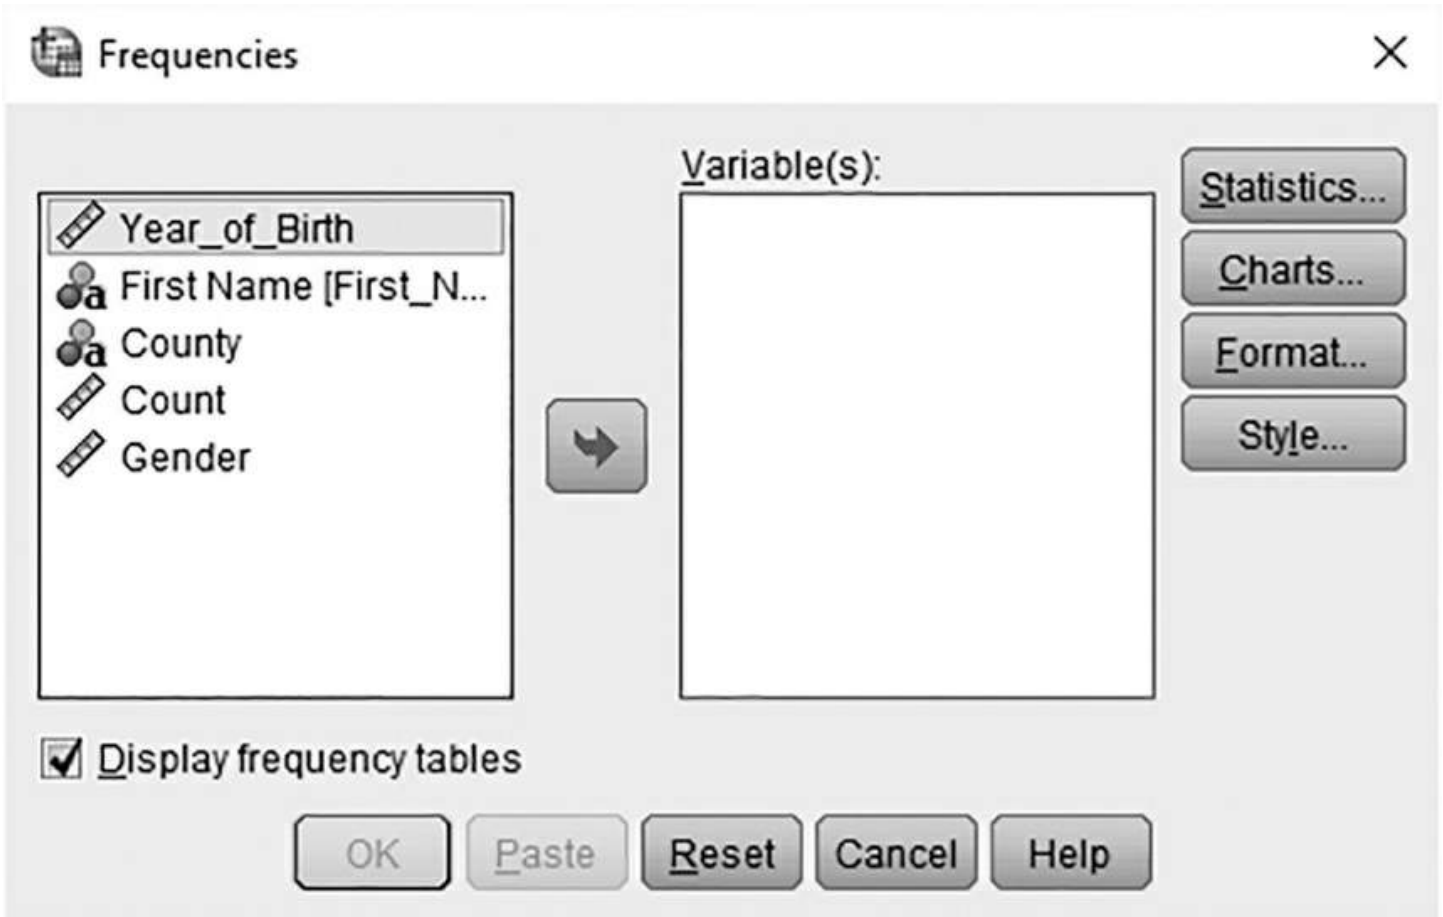 Frequencies
Variable(s):
Year_of_Birth
First Name [First_N...
County
Count
Gender
Statistics...
Charts...
Format...
Style...
Display frequency tables
OK
Paste
Reset
Cancel
Help